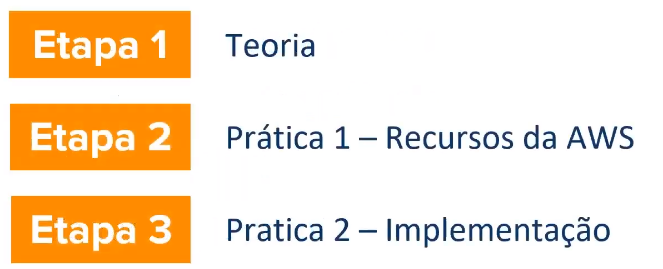 Etapa 1 Teoria
Etapa 2 Prática 1 – Recursos da AWS
Etapa 3 Pratica 2 – Implementação